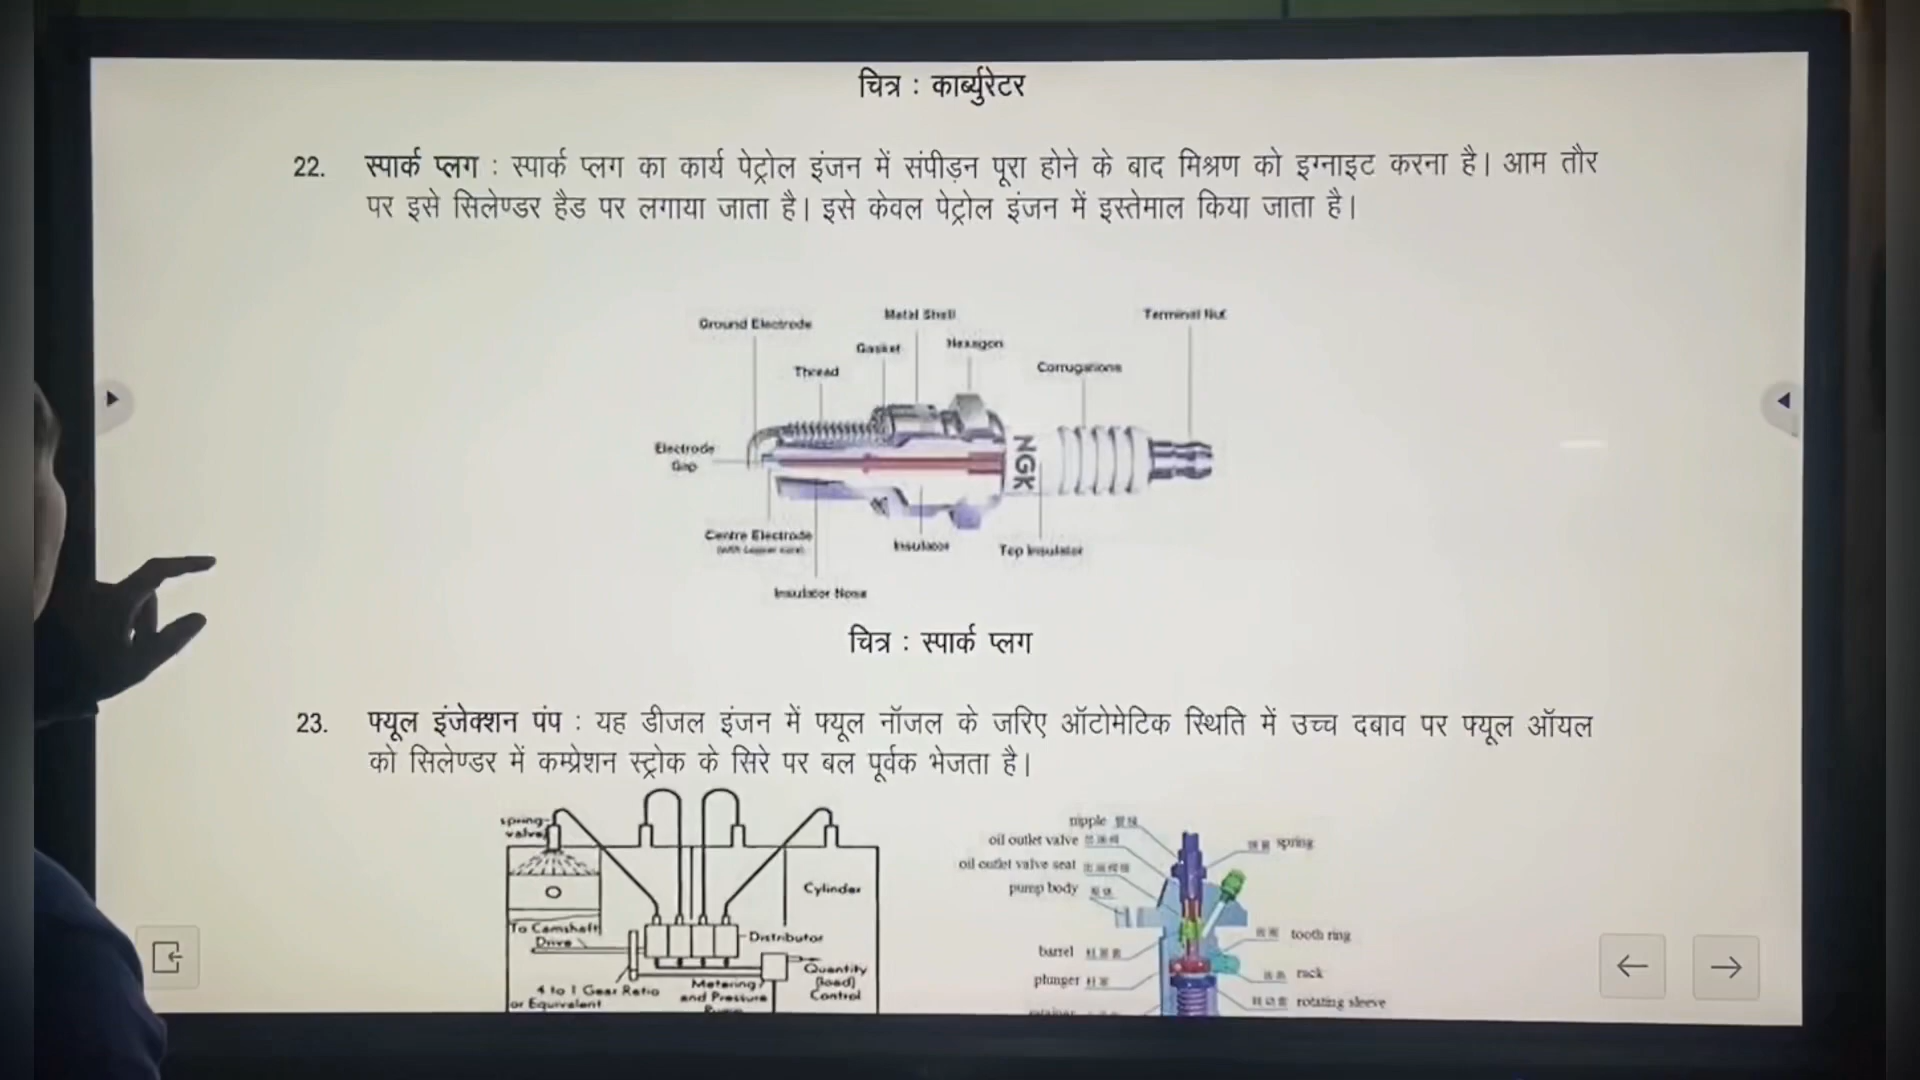 चित्र : कार्ब्युरेटर
22. स्पार्क प्लग : स्पार्क प्लग का कार्य पेट्रोल इंजन में संपीड़न पूरा होने के बाद मिश्रण को इग्नाइट करना है। आम तौर
पर इसे सिलेण्डर हैड पर लगाया जाता है। इसे केवल पेट्रोल इंजन में इस्तेमाल किया जाता है।
Metal Shell
Terminal Nut
Ground Electrode
Gasket
Hexagon
Thread
Corrugations
Electrode
Gap
NGK
Centre Electrode
Insulator
Top Insulator
Insulator Nose
चित्र : स्पार्क प्लग
23. फ्यूल इंजेक्शन पंप : यह डीजल इंजन में फ्यूल नॉजल के जरिए ऑटोमेटिक स्थिति में उच्च दबाव पर फ्यूल ऑयल
को सिलेण्डर में कम्प्रेशन स्ट्रोक के सिरे पर बल पूर्वक भेजता है।
spring-
valve
Cylinder
To Camshaft
Drive
Distributor
Quantity
(load)
Control
4 to 1 Gear Ratio
or Equivalent
Metering
and Pressure
Pump
nipple
oil outlet valve
spring
oil outlet valve seat
pump body
tooth ring
barrel
rack
plunger
rotating sleeve